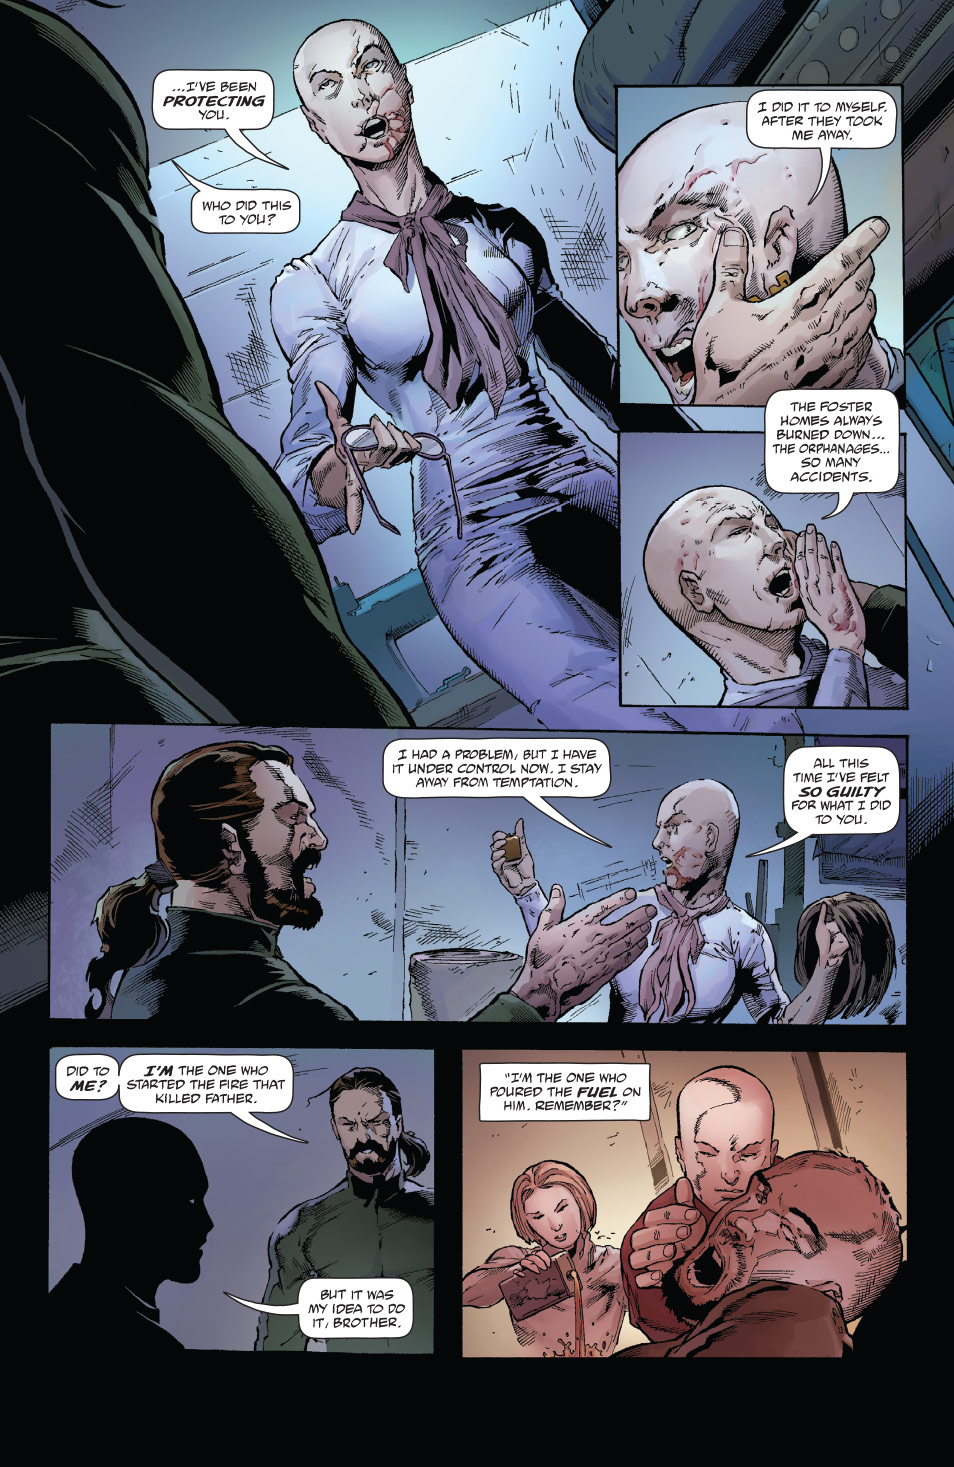 ...I'VE BEEN
PROTECTING
YOU.
WHO DID THIS
TO YOU?
I DID IT TO MYSELF.
AFTER THEY TOOK
ME AWAY.
THE FOSTER
HOMES ALWAYS
BURNED DOWN...
THE ORPHANAGES...
SO MANY
ACCIDENTS.
I HAD A PROBLEM, BUT I HAVE
IT UNDER CONTROL NOW. I STAY
AWAY FROM TEMPTATION.
ALL THIS
TIME I'VE FELT
SO GUILTY
FOR WHAT I DID
TO YOU.
DID TO
ME?
I'M THE ONE WHO
STARTED THE FIRE THAT
KILLED FATHER.
BUT IT WAS
MY IDEA TO DO
IT, BROTHER.
"I'M THE ONE WHO
POURED THE FUEL ON
HIM. REMEMBER?"